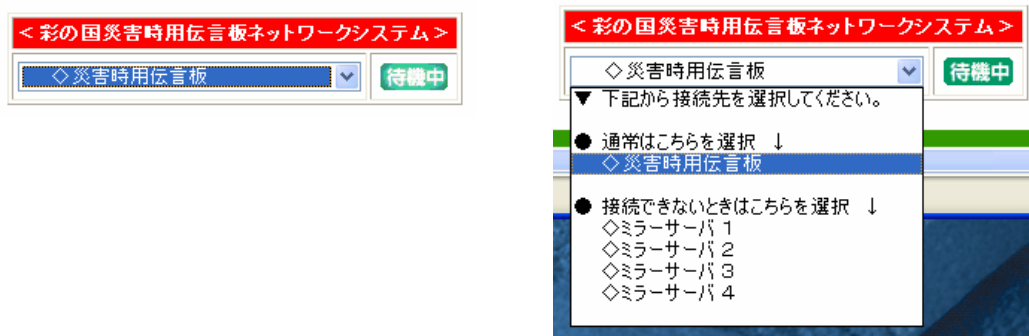 ＜彩の国災害時用伝言板ネットワークシステム＞
◇災害時用伝言板
待機中
＜彩の国災害時用伝言板ネットワークシステム＞
◇災害時用伝言板
待機中
▼ 下記から接続先を選択してください。
● 通常はこちらを選択 ↓
◇災害時用伝言板
● 接続できないときはこちらを選択 ↓
◇ミラーサーバ１
◇ミラーサーバ２
◇ミラーサーバ３
◇ミラーサーバ４